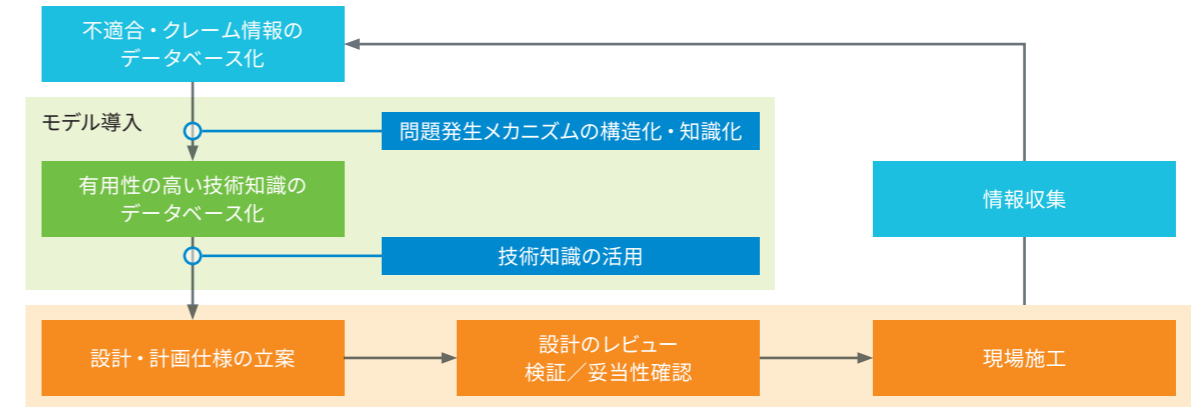 不適合・クレーム情報の
データベース化
モデル導入
問題発生メカニズムの構造化・知識化
有用性の高い技術知識の
データベース化
情報収集
技術知識の活用
設計・計画仕様の立案
設計のレビュー
検証／妥当性確認
現場施工